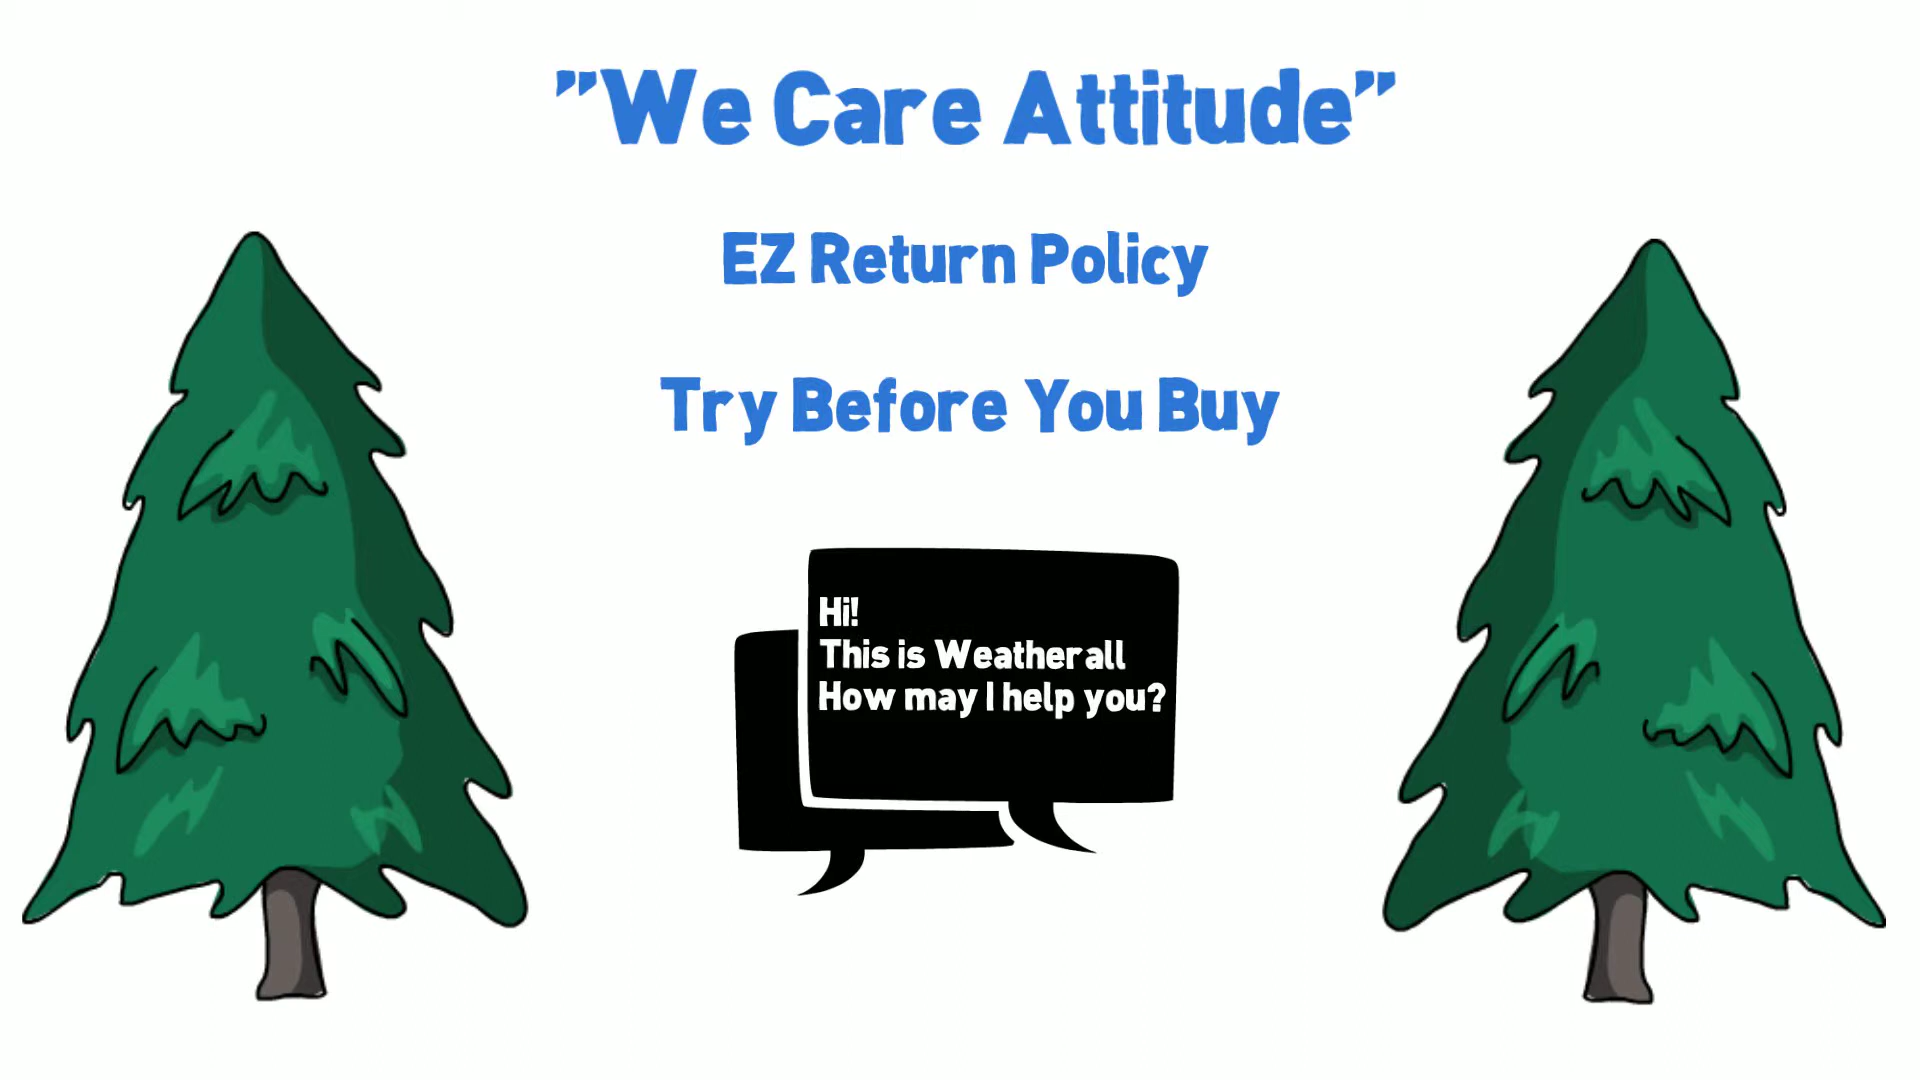 "We Care Attitude"
EZ Return Policy
Try Before You Buy
Hi!
This is Weatherall
How may I help you?